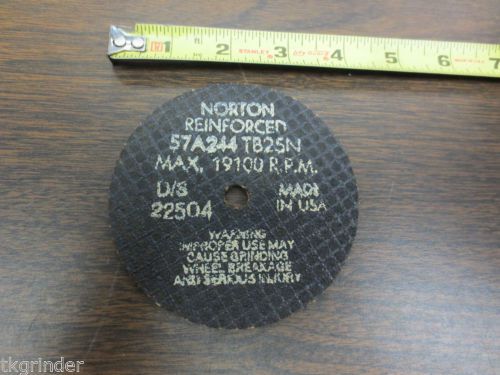 1 2 3 STANLEY 4 5 6 7
NORTON
REINFORCED
57A244 TB25N
MAX. 19100 R.P.M.
D/S
22504
MADE
IN USA
WARNING
IMPROPER USE MAY
CAUSE GRINDING
WHEEL BREAKAGE
AND SERIOUS INJURY
© tkgrinder